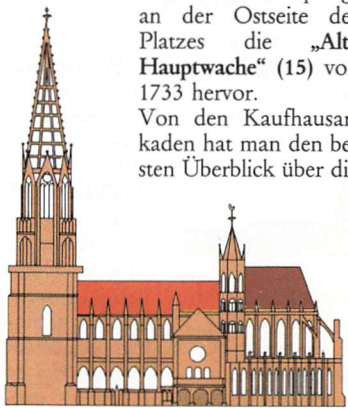 an der Ostseite de
Platzes die „Alt
Hauptwache“ (15) vo
1733 hervor.
Von den Kaufhausar
kaden hat man den be
sten Überblick über di